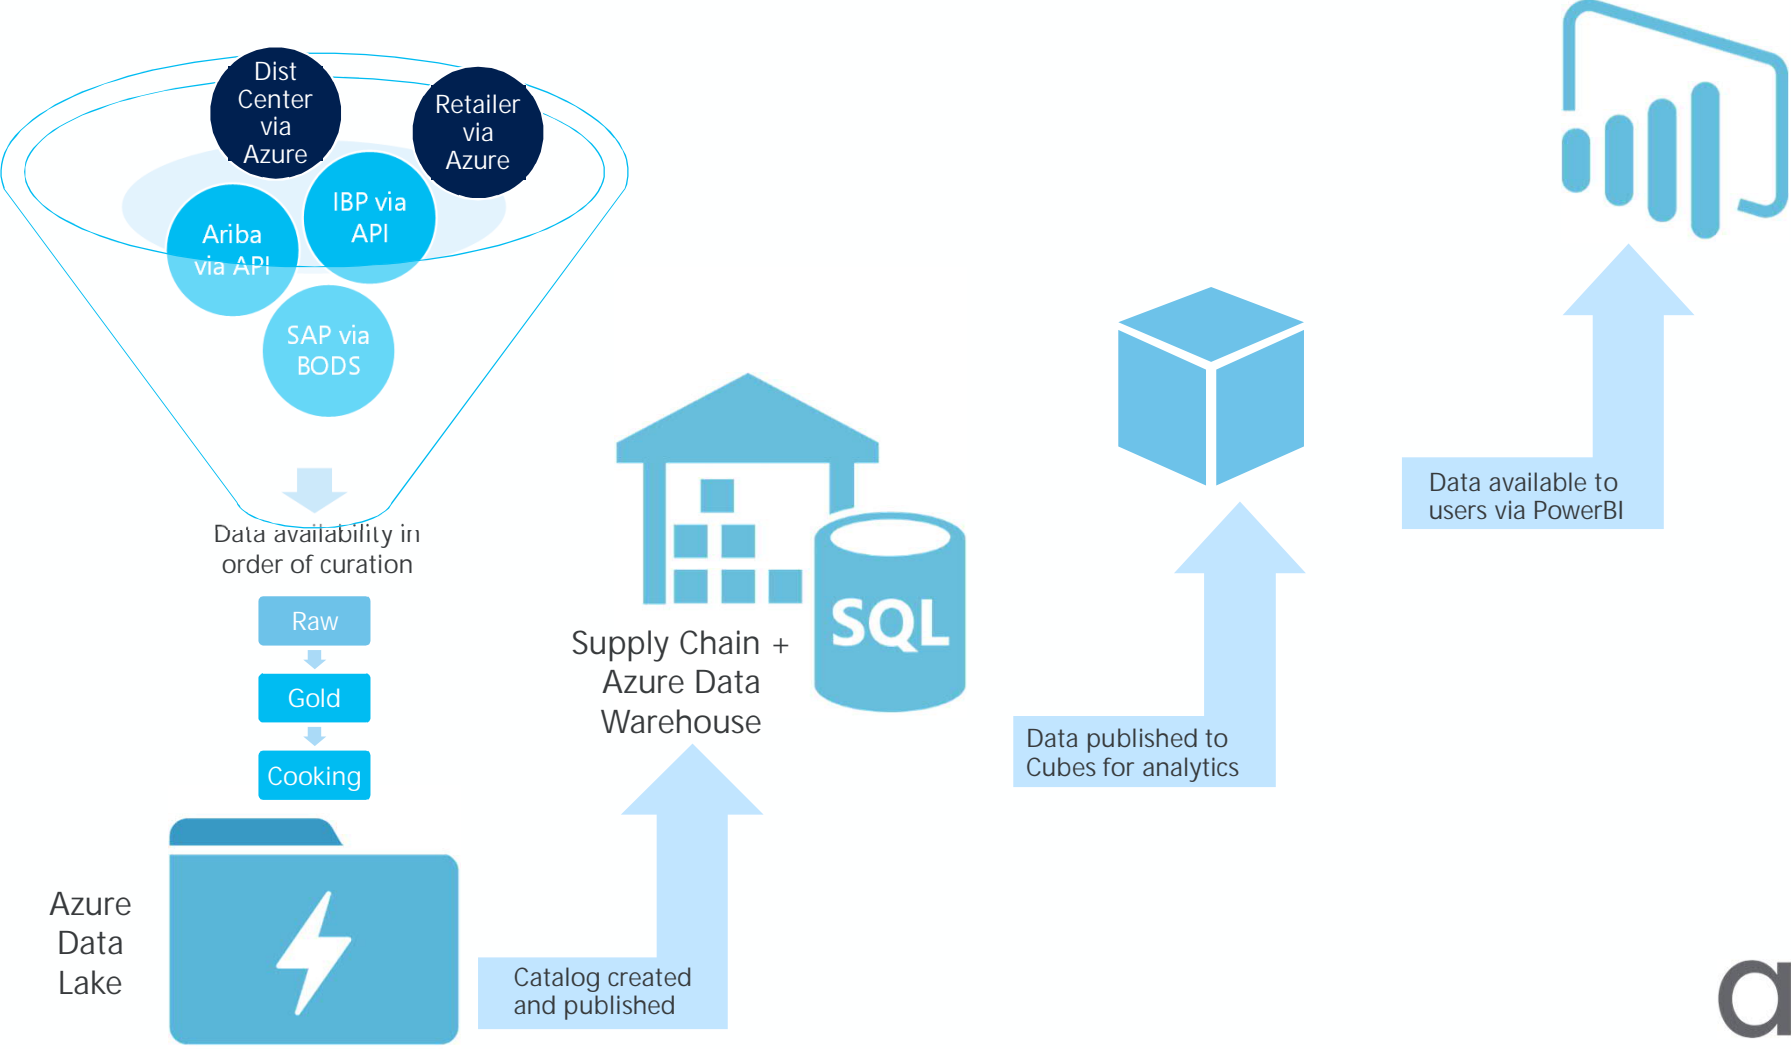 Dist
Center
via
Azure
Retailer
via
Azure
IBP via
API
Ariba
via API
SAP via
BODS
Data availability in
order of curation
Raw
Gold
Cooking
Azure
Data
Lake
Catalog created
and published
Supply Chain +
Azure Data
Warehouse
SQL
Data published to
Cubes for analytics
Data available to
users via PowerBI
a